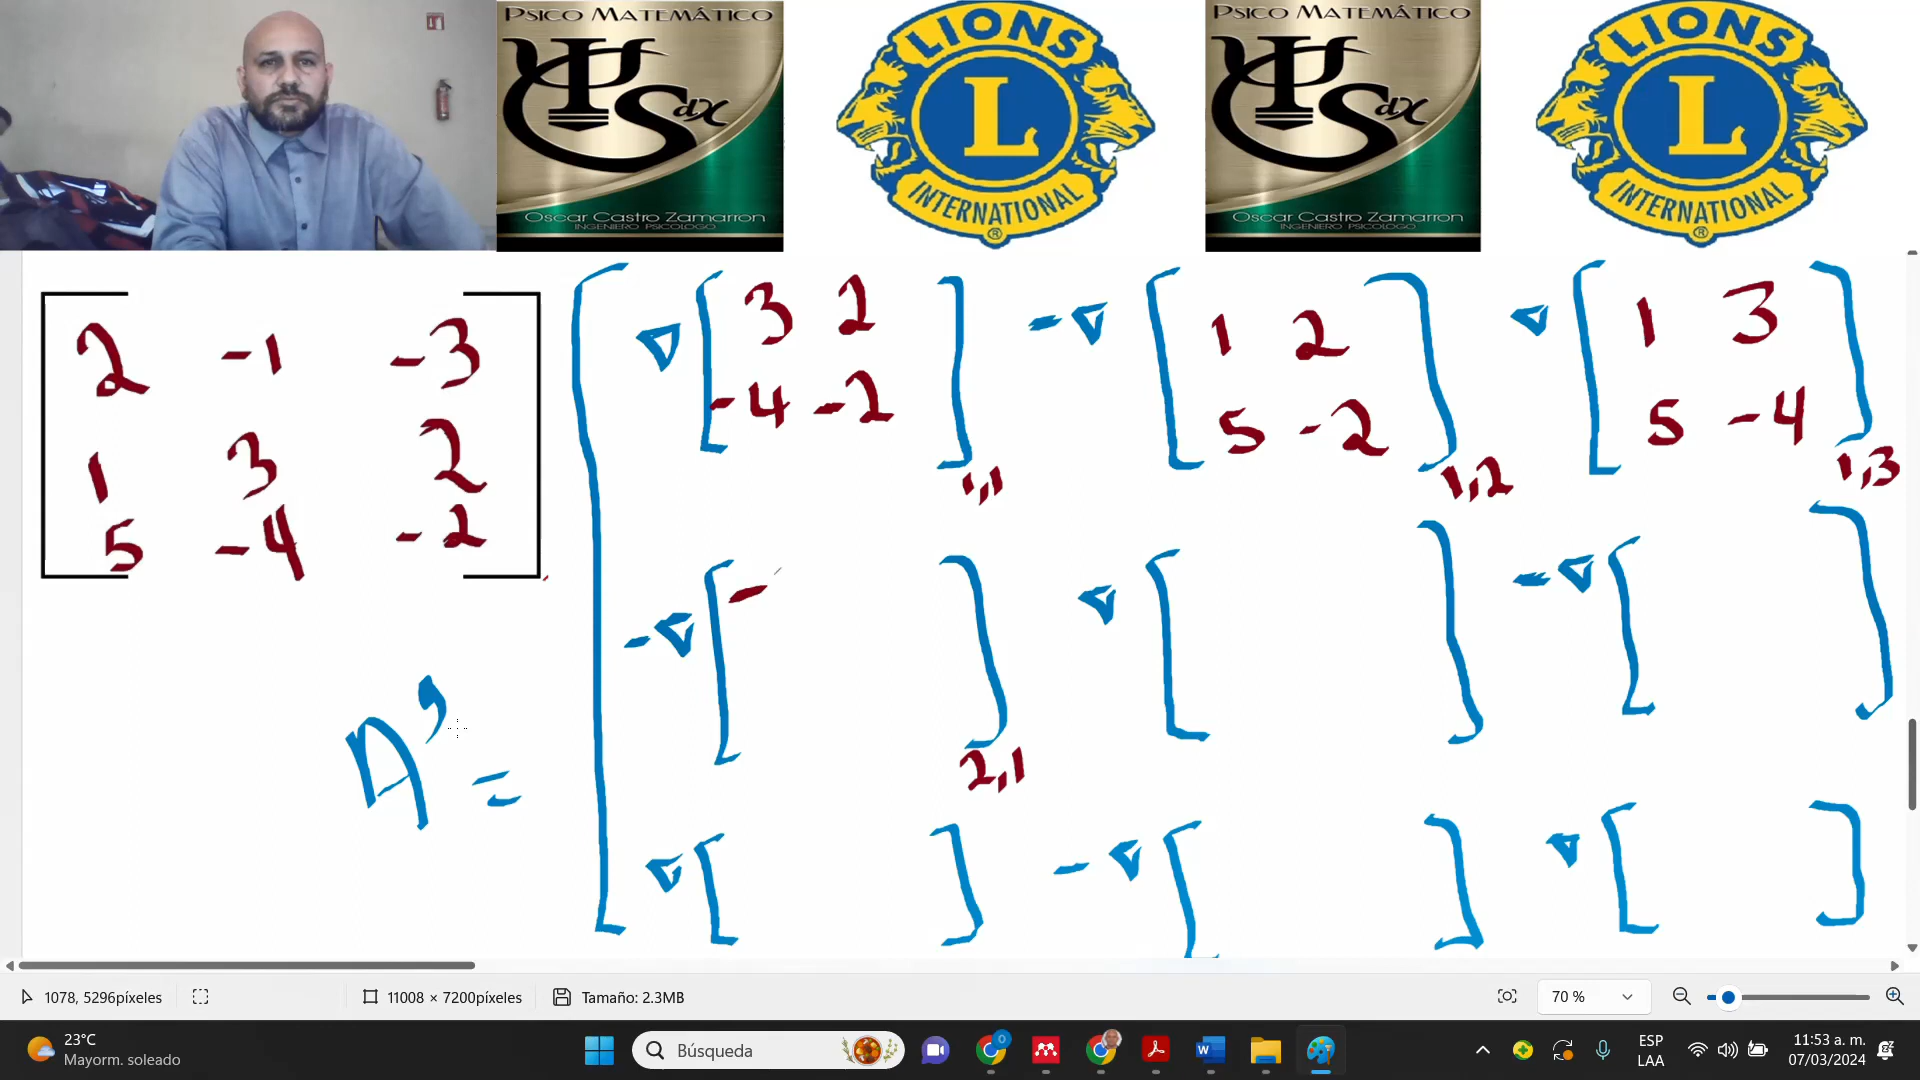 PSICO MATEMÁTICO
dx
Oscar Castro Zamarron
INGENIERO PSICOLOGO
LIONS
L
INTERNATIONAL
®
PSICO MATEMÁTICO
dx
Oscar Castro Zamarron
INGENIERO PSICOLOGO
LIONS
L
INTERNATIONAL
®
2 -1 -3
1 3 2
5 -4 -2
∇ [ 3 2
-4 -2 ] 1,1
-∇ [ 1 2
5 -2 ] 1,2
∇ [ 1 3
5 -4 ] 1,3
A' =
-∇ [ - ] 2,1
∇ [ ]
-∇ [ ]
∇ [ ]
-∇ [ ]
∇ [ ]
1078, 5296píxeles
11008 × 7200píxeles
Tamaño: 2.3MB
70 %
23°C
Mayorm. soleado
Búsqueda
ESP
LAA
11:53 a. m.
07/03/2024